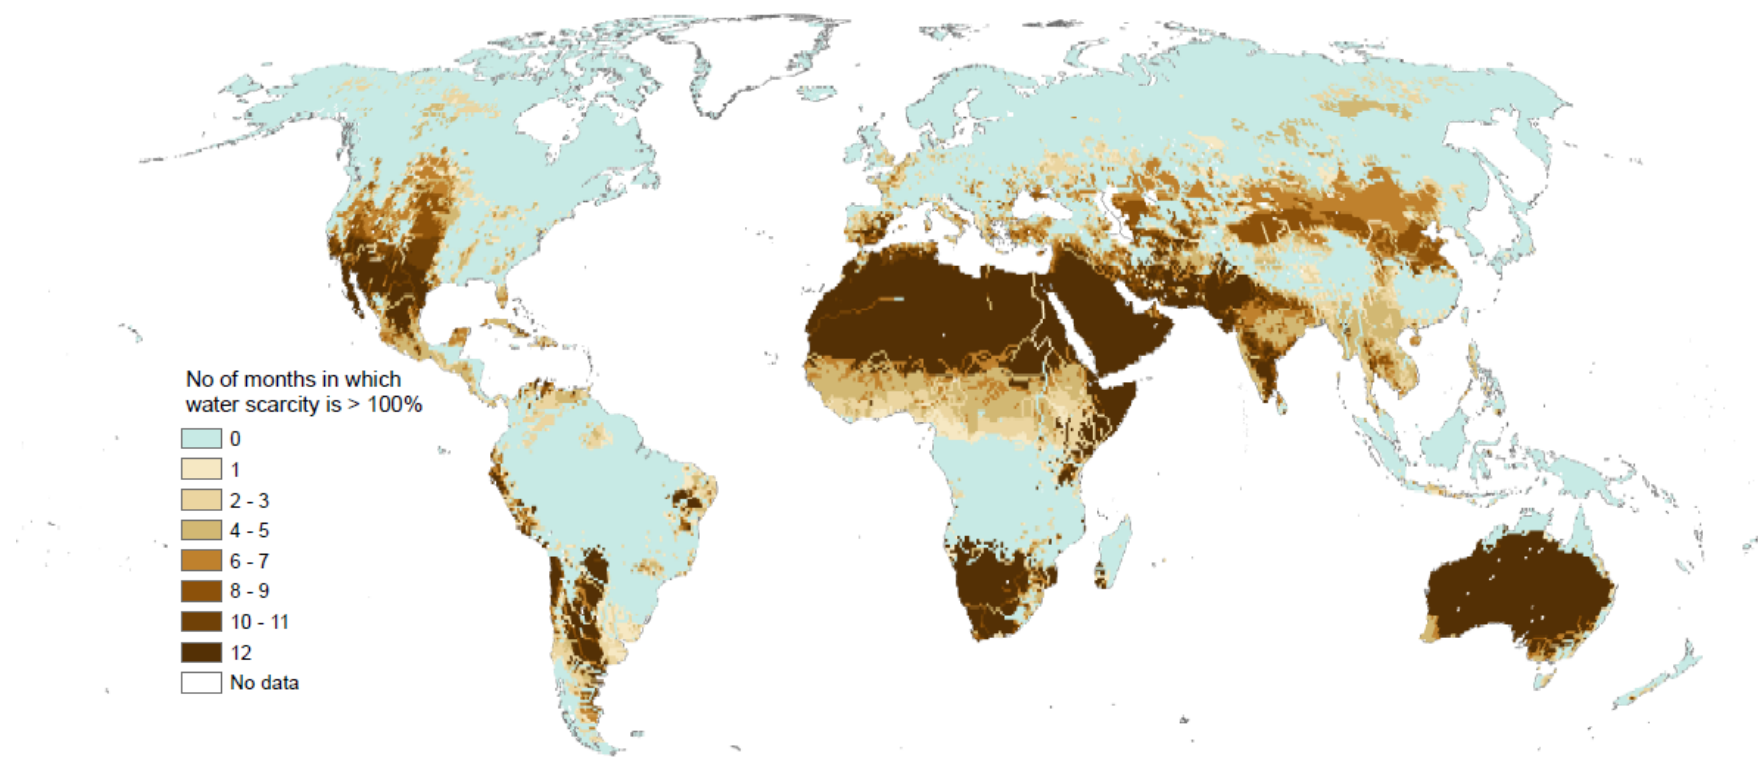 No of months in which
water scarcity is > 100%
0
1
2 - 3
4 - 5
6 - 7
8 - 9
10 - 11
12
No data